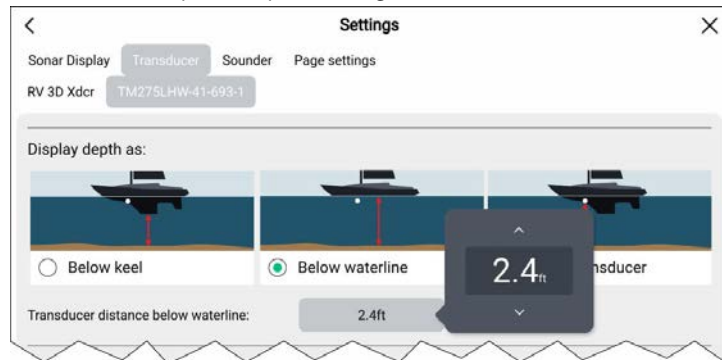 Settings
Sonar Display Transducer Sounder Page settings
RV 3D Xdcr TM275LHW-41-693-1
Display depth as:
Below keel Below waterline nsducer
2.4ft
Transducer distance below waterline: 2.4ft